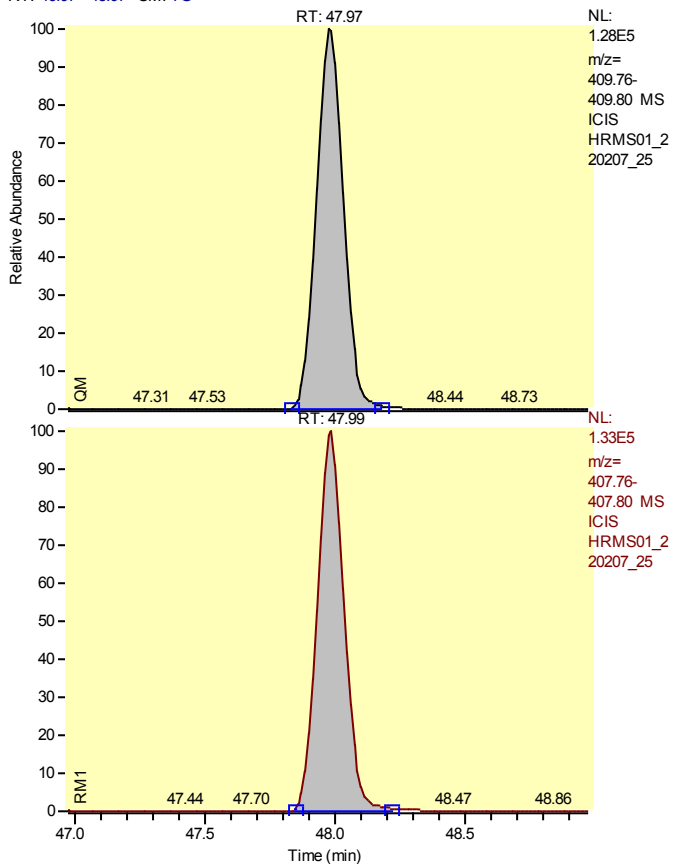 RT: 47.97
NL:
1.28E5
m/z=
409.76-
409.80 MS
ICIS
HRMS01_2
20207_25
100
90
80
70
60
50
40
30
20
10
0
Relative Abundance
QM
47.31 47.53 48.44 48.73
RT: 47.99
NL:
1.33E5
m/z=
407.76-
407.80 MS
ICIS
HRMS01_2
20207_25
100
90
80
70
60
50
40
30
20
10
0
RM1
47.44 47.70 48.47 48.86
47.0 47.5 48.0 48.5
Time (min)